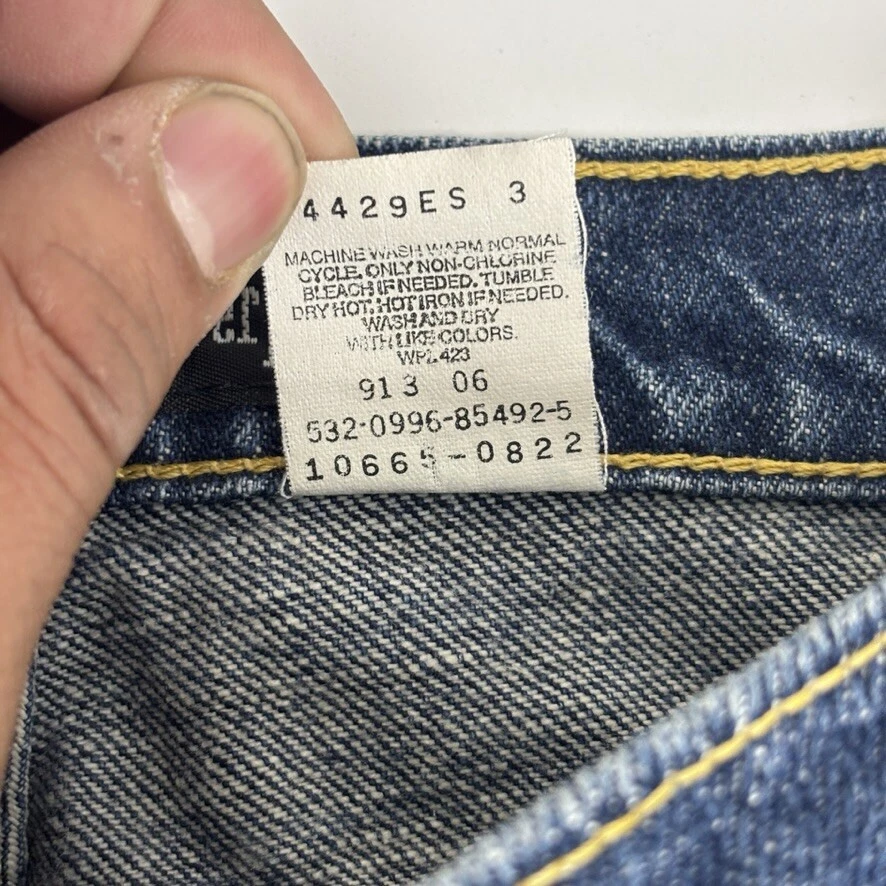 4429ES 3
MACHINE WASH WARM NORMAL
CYCLE. ONLY NON-CHLORINE
BLEACH IF NEEDED. TUMBLE
DRY HOT. HOT IRON IF NEEDED.
WASH AND DRY
WITH LIKE COLORS.
WPL 423
913 06
532-0996-85492-5
10665-0822